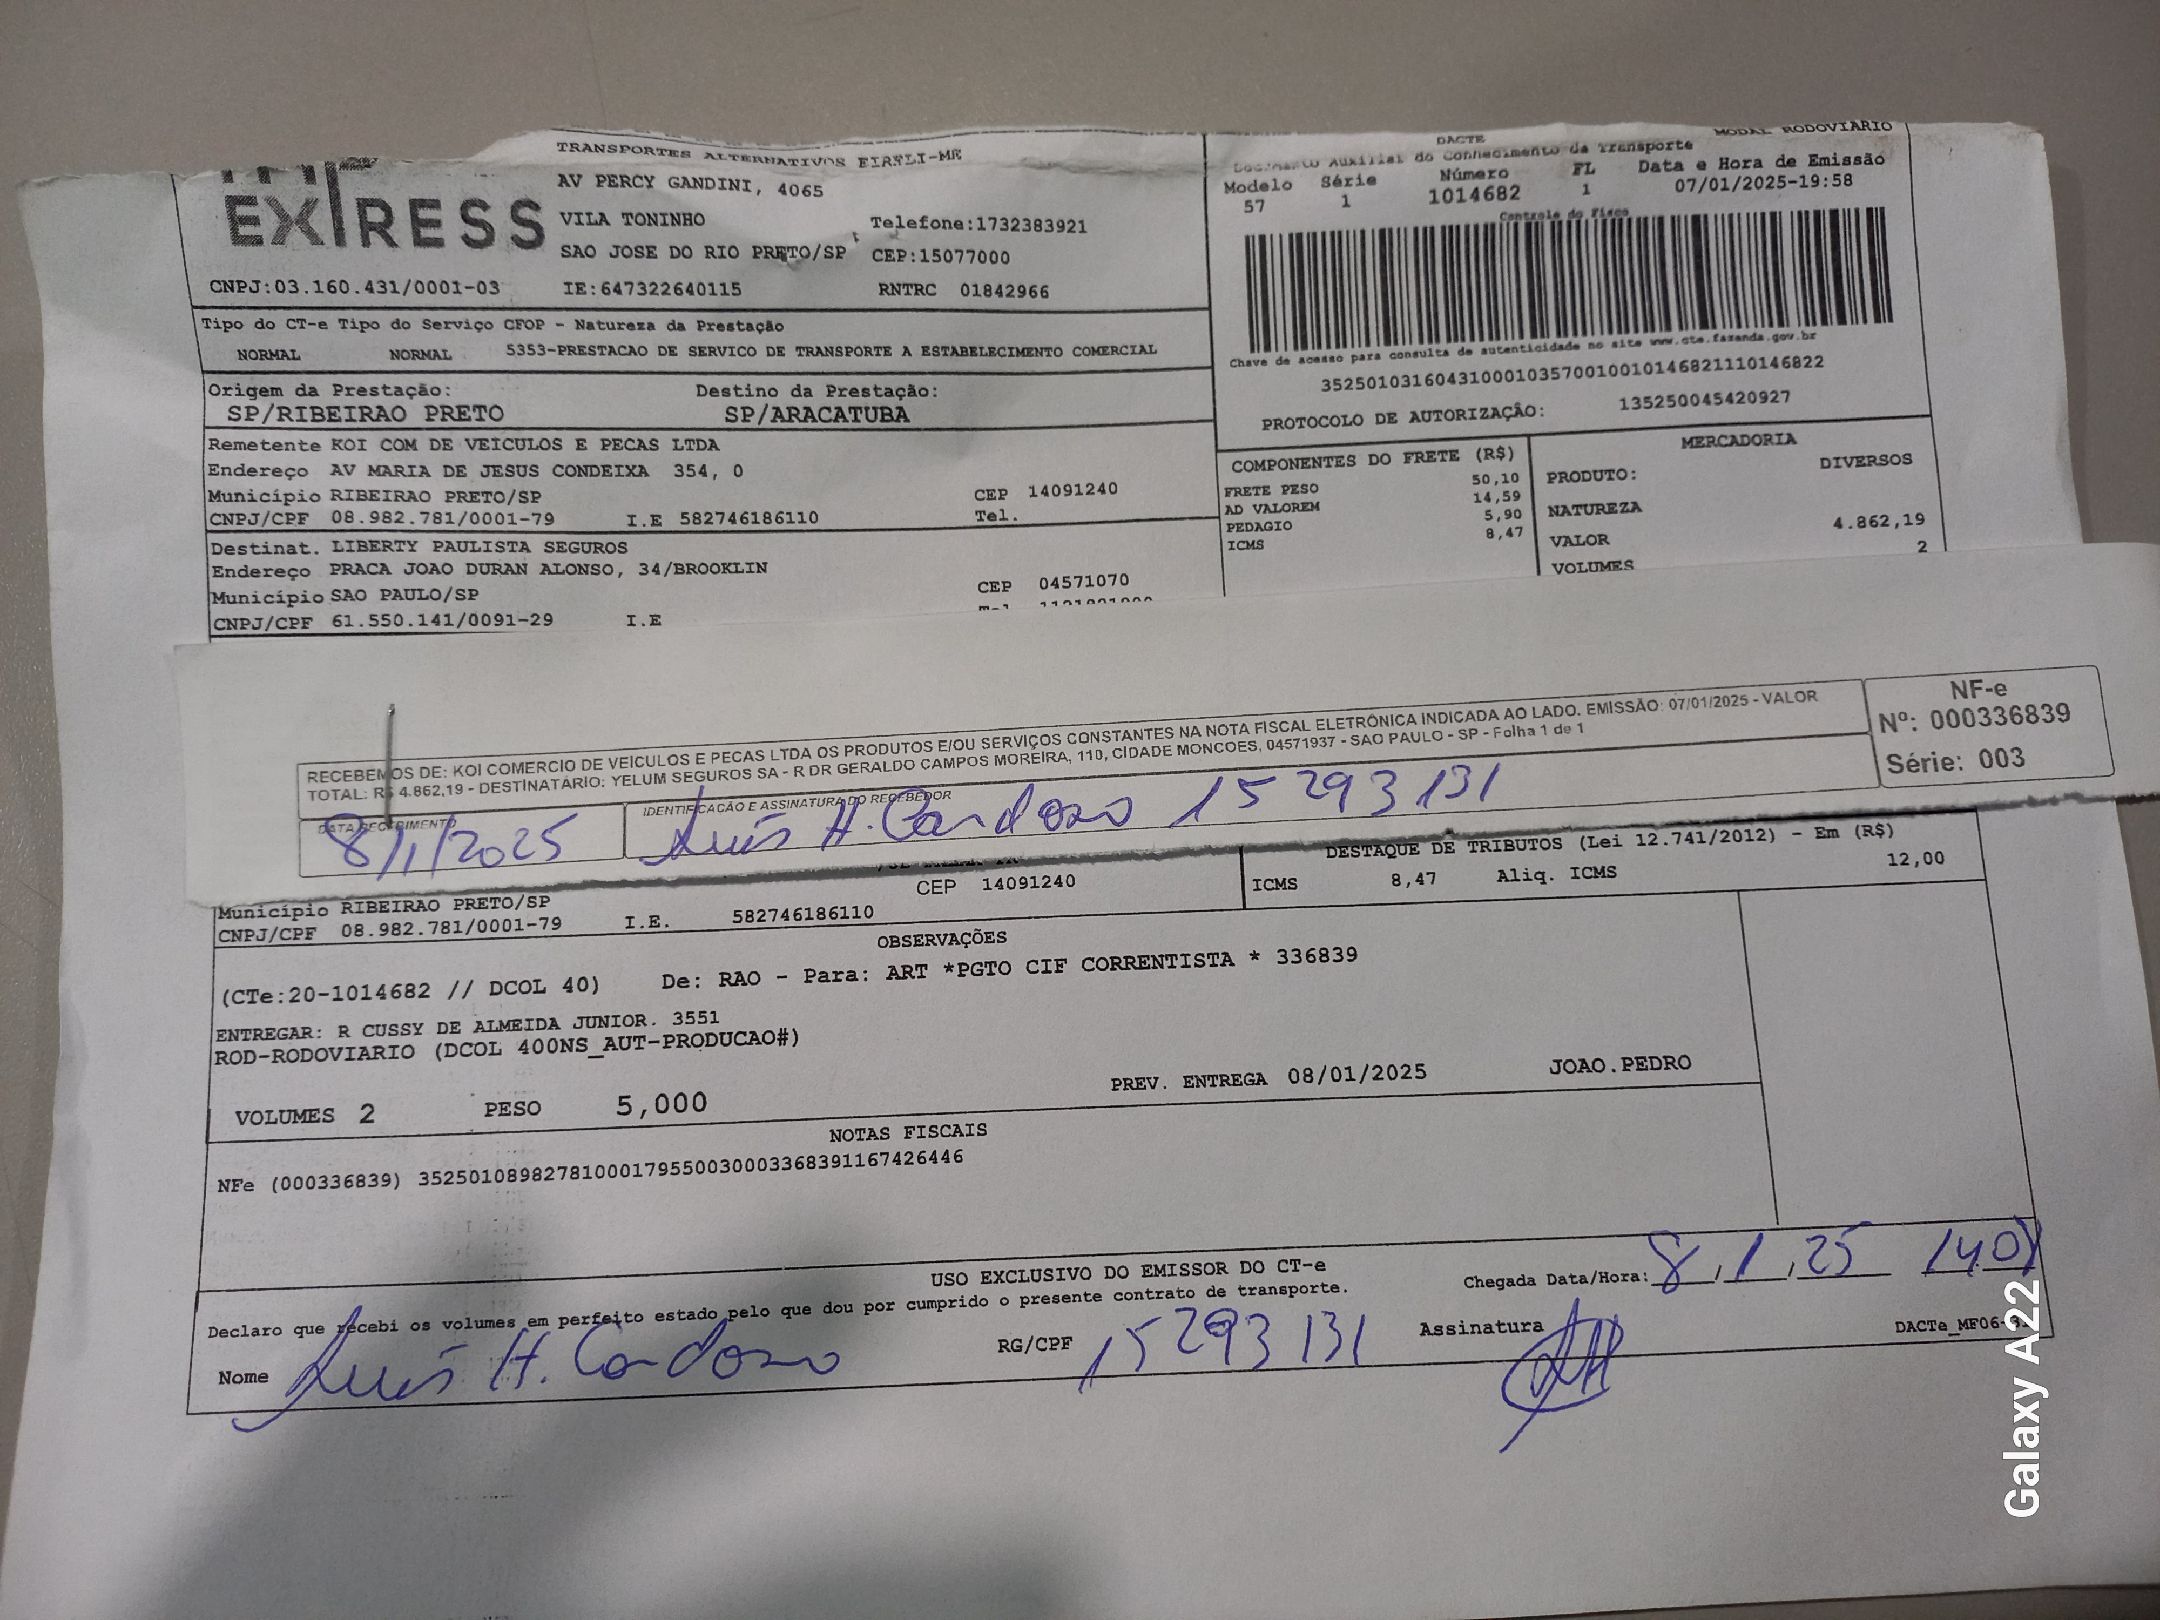 TRANSPORTES ALTERNATIVOS EIRELI-ME
EXPRESS
AV PERCY GANDINI, 4065
VILA TONINHO
Telefone:1732383921
SAO JOSE DO RIO PRETO/SP CEP:15077000
CNPJ:03.160.431/0001-03 IE:647322640115 RNTRC 01842966
DACTE
MODAL RODOVIARIO
Documento Auxiliar do Conhecimento de Transporte
Modelo Série Número FL Data e Hora de Emissão
57 1 1014682 1 07/01/2025-19:58
Controle do Fisco
Chave de acesso para consulta de autenticidade no site www.cte.fazenda.gov.br
35250103160431000103570010010146821110146822
PROTOCOLO DE AUTORIZAÇÃO: 135250045420927
Tipo do CT-e Tipo do Serviço CFOP - Natureza da Prestação
NORMAL NORMAL 5353-PRESTACAO DE SERVICO DE TRANSPORTE A ESTABELECIMENTO COMERCIAL
Origem da Prestação: Destino da Prestação:
SP/RIBEIRAO PRETO SP/ARACATUBA
Remetente KOI COM DE VEICULOS E PECAS LTDA
Endereço AV MARIA DE JESUS CONDEIXA 354, 0
Município RIBEIRAO PRETO/SP CEP 14091240
CNPJ/CPF 08.982.781/0001-79 I.E 582746186110 Tel.
Destinat. LIBERTY PAULISTA SEGUROS
Endereço PRACA JOAO DURAN ALONSO, 34/BROOKLIN
Município SAO PAULO/SP CEP 04571070
CNPJ/CPF 61.550.141/0091-29 I.E
COMPONENTES DO FRETE (R$)
FRETE PESO 50,10
AD VALOREM 14,59
PEDAGIO 5,90
ICMS 8,47
MERCADORIA
PRODUTO: DIVERSOS
NATUREZA
VALOR 4.862,19
VOLUMES 2
RECEBEMOS DE: KOI COMERCIO DE VEICULOS E PECAS LTDA OS PRODUTOS E/OU SERVIÇOS CONSTANTES NA NOTA FISCAL ELETRÔNICA INDICADA AO LADO. EMISSÃO: 07/01/2025 - VALOR
TOTAL: R$ 4.862,19 - DESTINATÁRIO: YELUM SEGUROS SA - R DR GERALDO CAMPOS MOREIRA, 110, CIDADE MONCOES, 04571937 - SAO PAULO - SP - Folha 1 de 1
NF-e
Nº: 000336839
Série: 003
DATA RECEBIMENTO IDENTIFICAÇÃO E ASSINATURA DO RECEBEDOR
8/1/2025 Luís H. Cardoso 15 293 131
DESTAQUE DE TRIBUTOS (Lei 12.741/2012) - Em (R$)
ICMS 8,47 Aliq. ICMS 12,00
CEP 14091240
Município RIBEIRAO PRETO/SP
CNPJ/CPF 08.982.781/0001-79 I.E. 582746186110
OBSERVAÇÕES
(CTe:20-1014682 // DCOL 40) De: RAO - Para: ART *PGTO CIF CORRENTISTA * 336839
ENTREGAR: R CUSSY DE ALMEIDA JUNIOR. 3551
ROD-RODOVIARIO (DCOL 400NS_AUT-PRODUCAO#)
VOLUMES 2 PESO 5,000 PREV. ENTREGA 08/01/2025 JOAO.PEDRO
NOTAS FISCAIS
NFe (000336839) 35250108982781000179550030003368391167426446
USO EXCLUSIVO DO EMISSOR DO CT-e
Declaro que recebi os volumes em perfeito estado pelo que dou por cumprido o presente contrato de transporte.
Chegada Data/Hora: 8, 1, 25
Nome Luís H. Cardoso RG/CPF 15 293 131 Assinatura
Galaxy A22